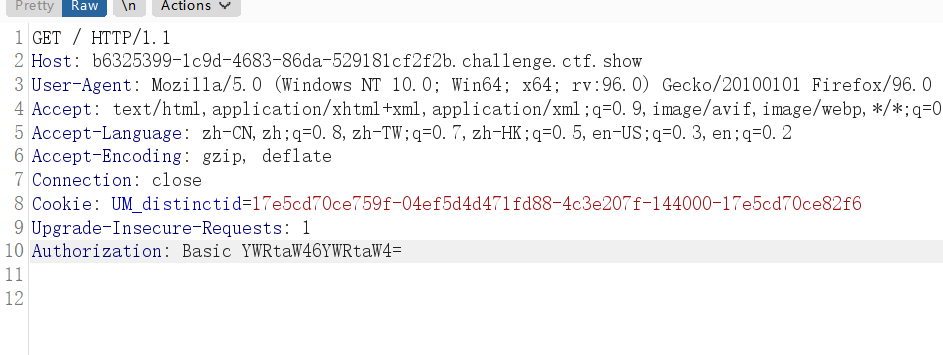 Pretty Raw \n Actions
1 GET / HTTP/1.1
2 Host: b6325399-1c9d-4683-86da-529181cf2f2b.challenge.ctf.show
3 User-Agent: Mozilla/5.0 (Windows NT 10.0; Win64; x64; rv:96.0) Gecko/20100101 Firefox/96.0
4 Accept: text/html,application/xhtml+xml,application/xml;q=0.9,image/avif,image/webp,*/*;q=0
5 Accept-Language: zh-CN,zh;q=0.8,zh-TW;q=0.7,zh-HK;q=0.5,en-US;q=0.3,en;q=0.2
6 Accept-Encoding: gzip, deflate
7 Connection: close
8 Cookie: UM_distinctid=17e5cd70ce759f-04ef5d4d471fd88-4c3e207f-144000-17e5cd70ce82f6
9 Upgrade-Insecure-Requests: 1
10 Authorization: Basic YWRtaW46YWRtaW4=
11
12